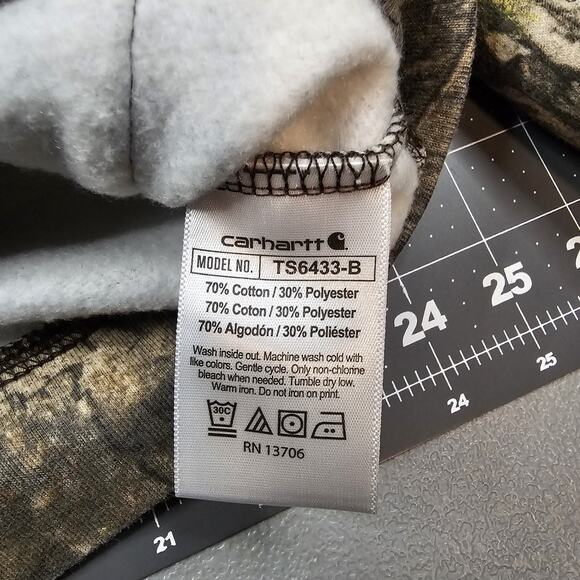 carhartt
MODEL NO. TS6433-B
70% Cotton / 30% Polyester
70% Coton / 30% Polyester
70% Algodón / 30% Poliéster
Wash inside out. Machine wash cold with
like colors. Gentle cycle. Only non-chlorine
bleach when needed. Tumble dry low.
Warm iron. Do not iron on print.
30C
RN 13706
24 25
24 25
21